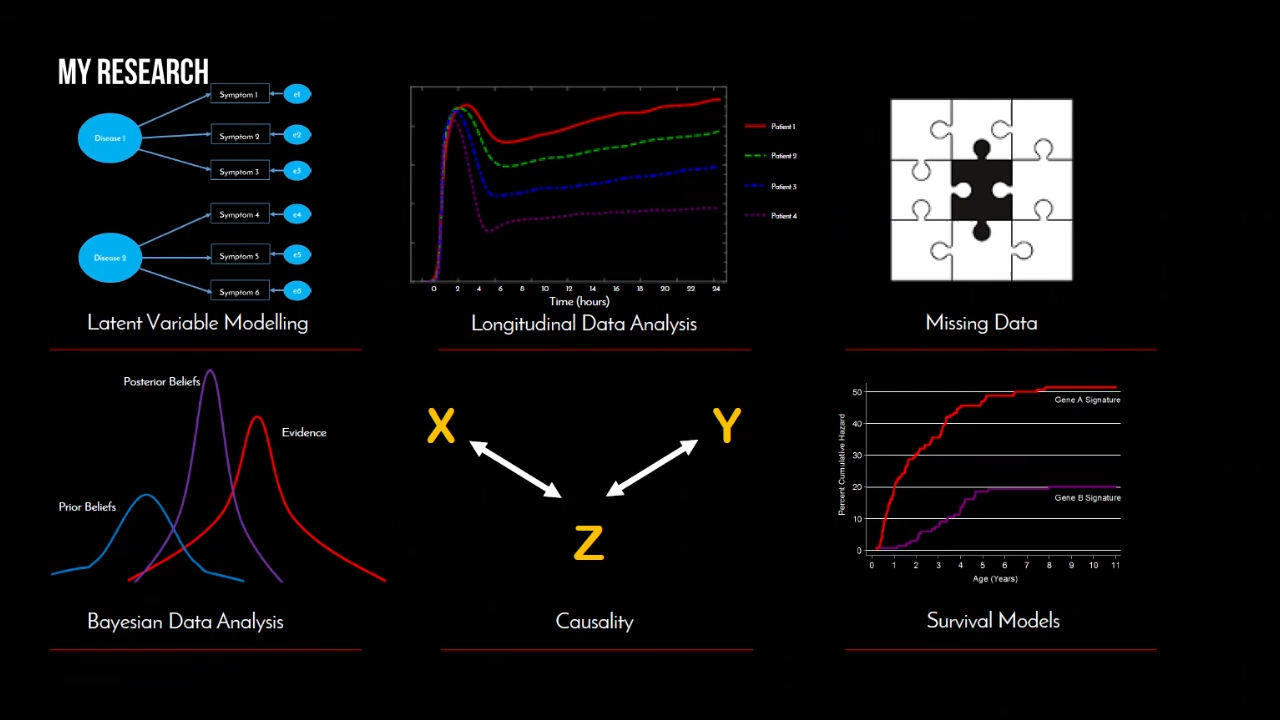 MY RESEARCH
Disease 1
Symptom 1
e1
Symptom 2
e2
Symptom 3
e3
Disease 2
Symptom 4
e4
Symptom 5
e5
Symptom 6
e6
Latent Variable Modelling
Patient 1
Patient 2
Patient 3
Patient 4
0 2 4 6 8 10 12 14 16 18 20 22 24
Time (hours)
Longitudinal Data Analysis
Missing Data
Posterior Beliefs
Evidence
Prior Beliefs
Bayesian Data Analysis
X Y
Z
Causality
Percent Cumulative Hazard
50
40
30
20
10
0
Gene A Signature
Gene B Signature
0 1 2 3 4 5 6 7 8 9 10 11
Age (Years)
Survival Models